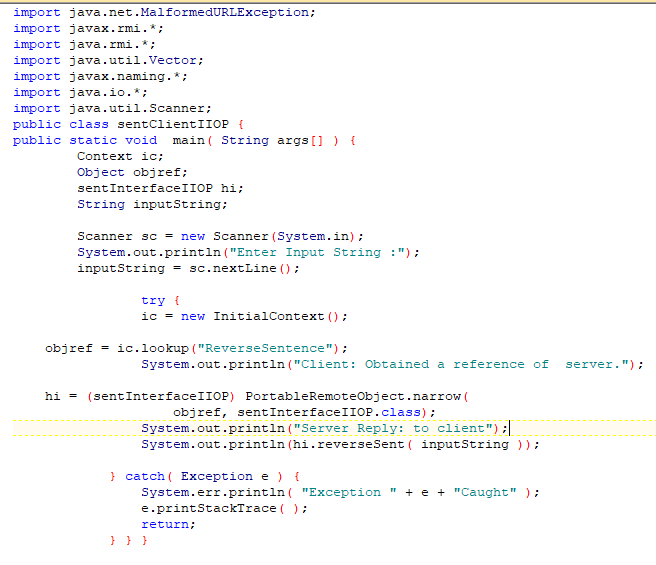 import java.net.MalformedURLException;
import javax.rmi.*;
import java.rmi.*;
import java.util.Vector;
import javax.naming.*;
import java.io.*;
import java.util.Scanner;
public class sentClientIIOP {
public static void  main( String args[] ) {
        Context ic;
        Object objref;
        sentInterfaceIIOP hi;
        String inputString;

        Scanner sc = new Scanner(System.in);
        System.out.println("Enter Input String :");
        inputString = sc.nextLine();

                try {
                ic = new InitialContext();

    objref = ic.lookup("ReverseSentence");
                System.out.println("Client: Obtained a reference of  server.");

    hi = (sentInterfaceIIOP) PortableRemoteObject.narrow(
                    objref, sentInterfaceIIOP.class);
                System.out.println("Server Reply: to client");
                System.out.println(hi.reverseSent( inputString ));

            } catch( Exception e ) {
                System.err.println( "Exception " + e + "Caught" );
                e.printStackTrace( );
                return;
            } } }